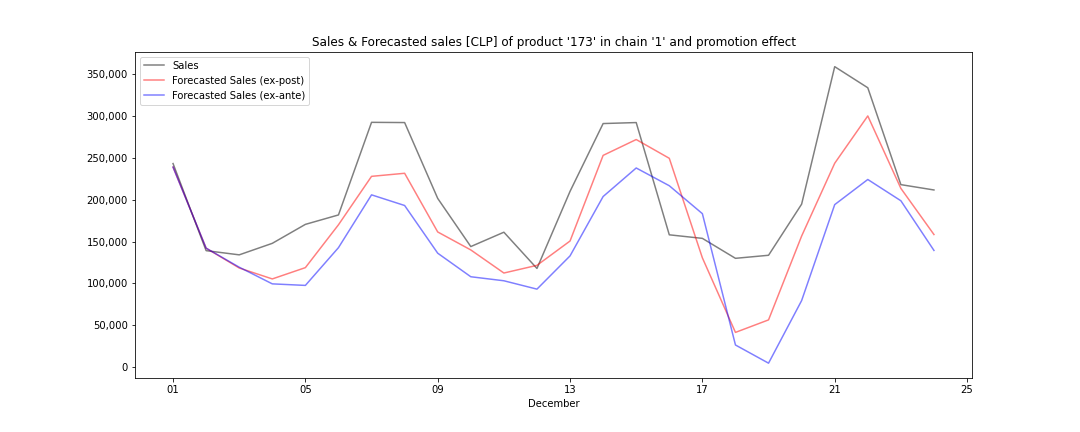 Sales & Forecasted sales [CLP] of product '173' in chain '1' and promotion effect
Sales
Forecasted Sales (ex-post)
Forecasted Sales (ex-ante)
350,000
300,000
250,000
200,000
150,000
100,000
50,000
0
01 05 09 13 17 21 25
December